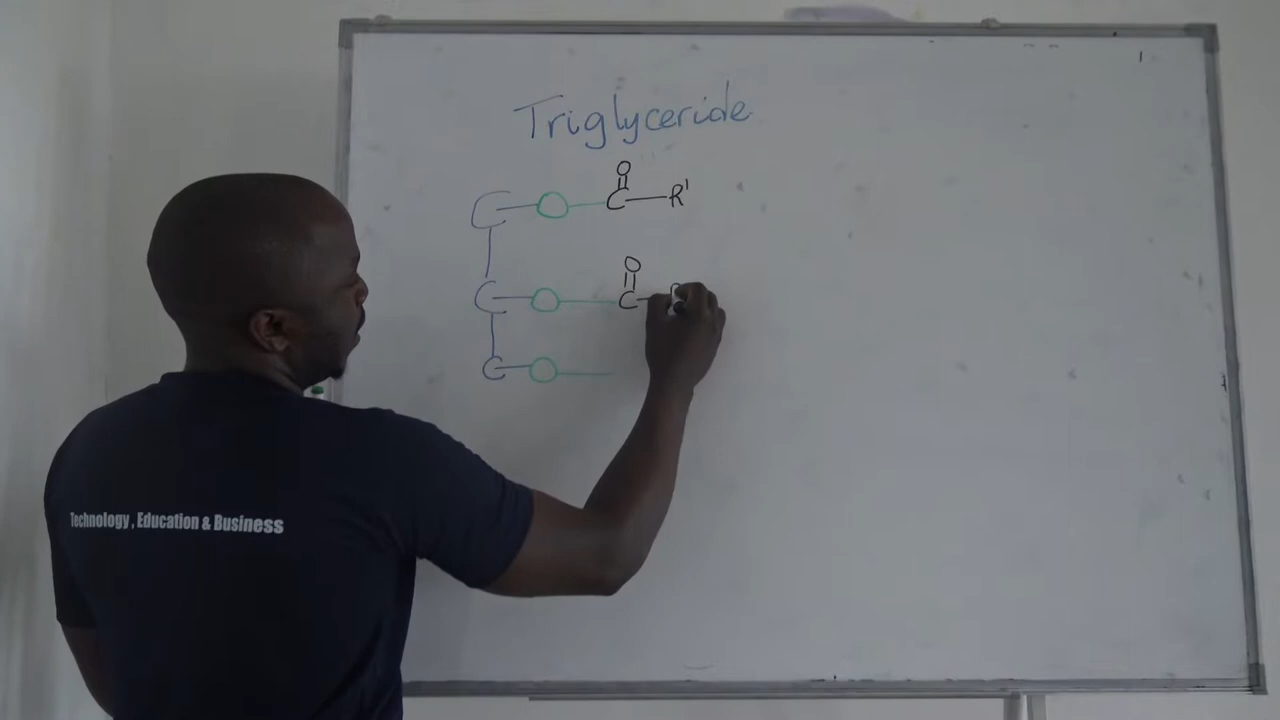 Triglyceride
O
C O C R'
O
C O C
C O
Technology, Education & Business